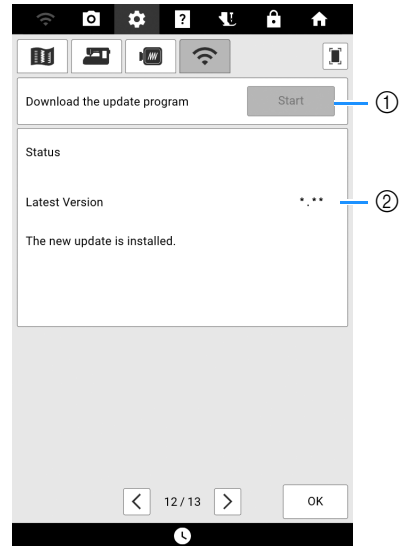 ?
Download the update program Start ①
Status
Latest Version *.** ②
The new update is installed.
12 / 13 OK